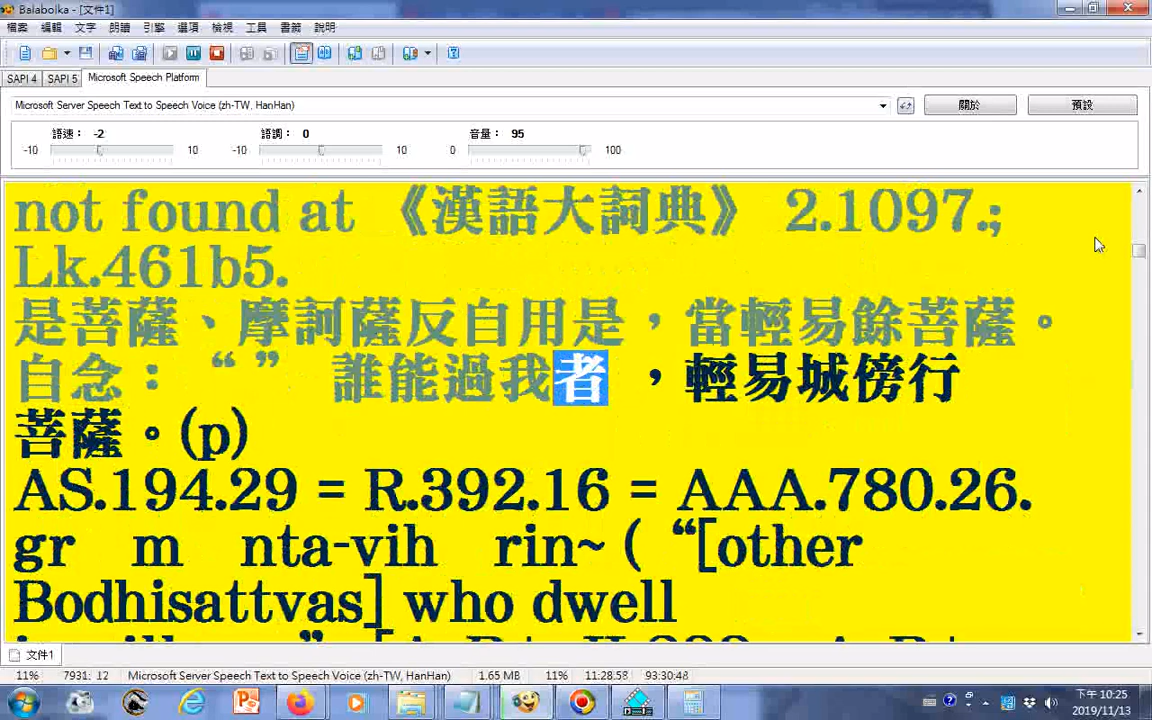 Balabolka - [文件1]
檔案 編輯 文字 朗讀 引擎 選項 檢視 工具 書籤 說明
SAPI 4 SAPI 5 Microsoft Speech Platform
Microsoft Server Speech Text to Speech Voice (zh-TW, HanHan) 關於 預設
語速： -2 語調： 0 音量： 95
-10 10 -10 10 0 100
not found at 《漢語大詞典》 2.1097.;
Lk.461b5.
是菩薩、摩訶薩反自用是，當輕易餘菩薩。
自念：“ ” 誰能過我者 ，輕易城傍行
菩薩。(p)
AS.194.29 = R.392.16 = AAA.780.26.
gr m nta-vih rin~ ( “[other
Bodhisattvas] who dwell
文件1
11% 7931: 12 Microsoft Server Speech Text to Speech Voice (zh-TW, HanHan) 1.65 MB 11% 11:28:58 93:30:48
下午 10:25
2019/11/13